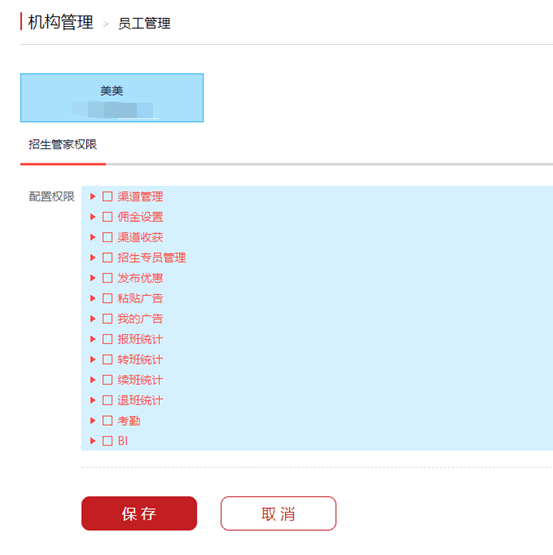 机构管理 > 员工管理
美美
招生管家权限
配置权限
渠道管理
佣金设置
渠道收获
招生专员管理
发布优惠
粘贴广告
我的广告
报班统计
转班统计
续班统计
退班统计
考勤
BI
保存
取消